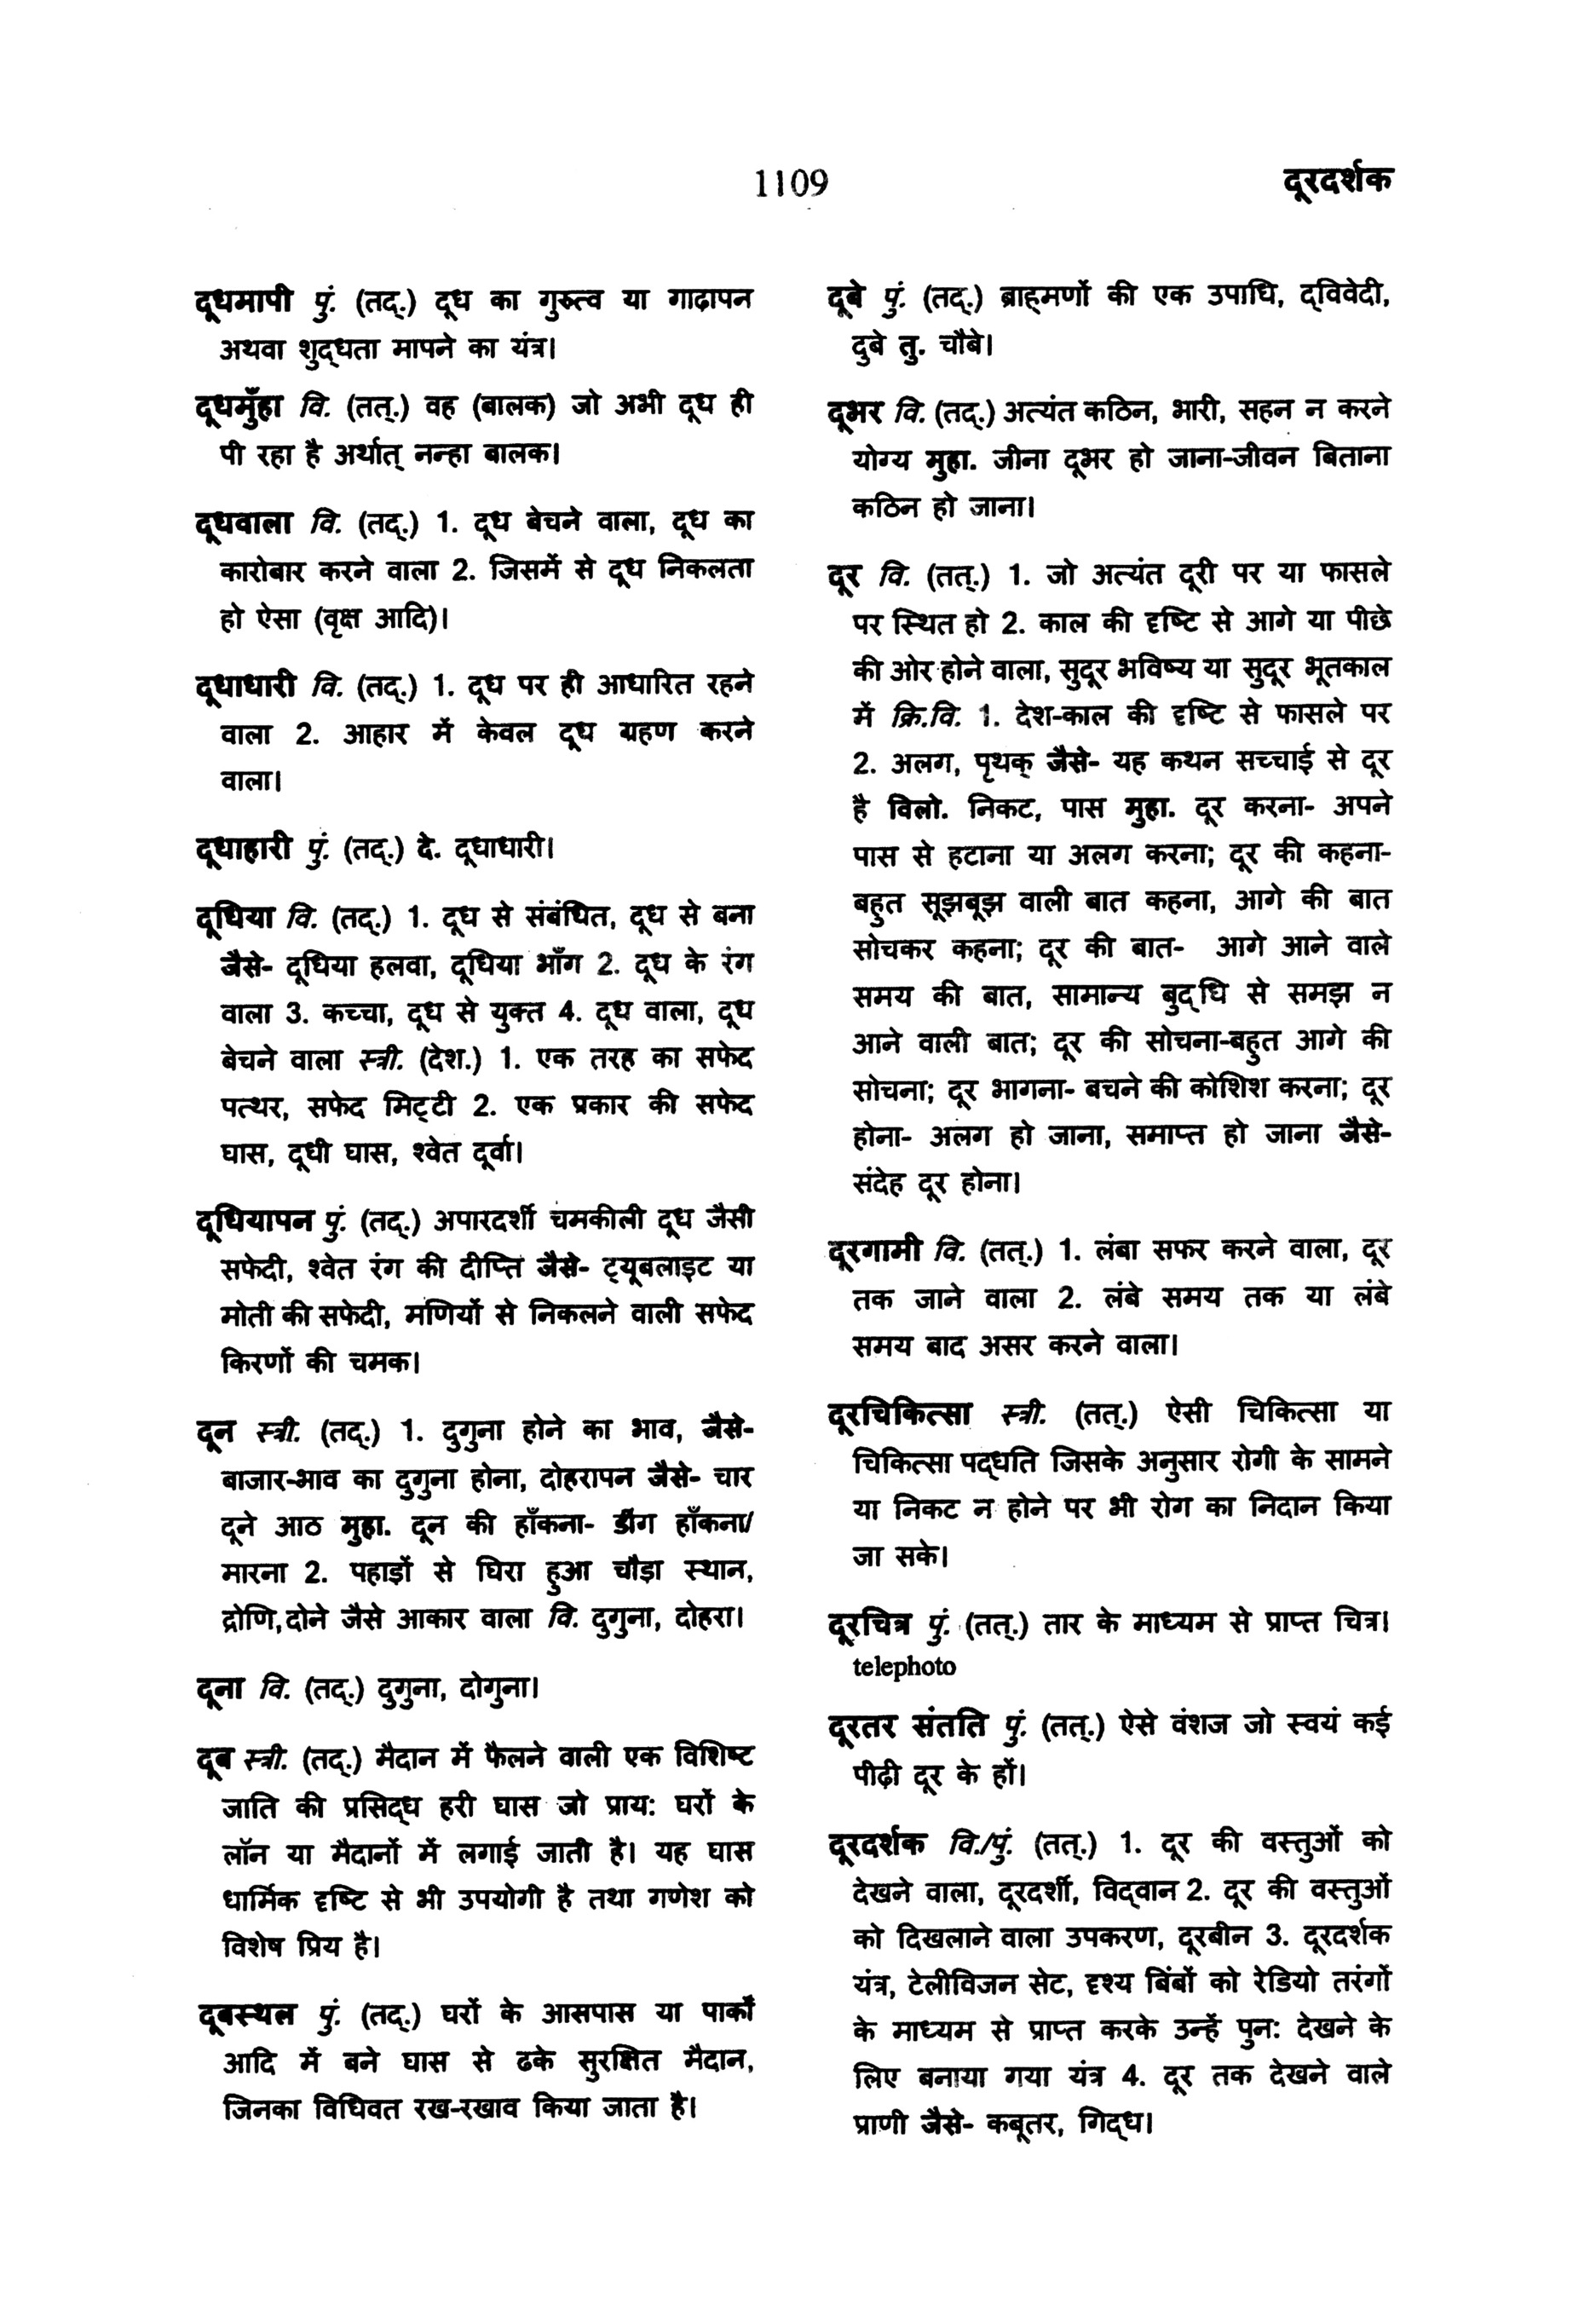 1109
दूरदर्शक
दूधमापी पुं. (तद्.) दूध का गुरुत्व या गाढ़ापन
अथवा शुद्धता मापने का यंत्र।
दूधमुँहा वि. (तत्.) वह (बालक) जो अभी दूध ही
पी रहा है अर्थात् नन्हा बालक।
दूधवाला वि. (तद्.) 1. दूध बेचने वाला, दूध का
कारोबार करने वाला 2. जिसमें से दूध निकलता
हो ऐसा (वृक्ष आदि)।
दूधाधारी वि. (तद्.) 1. दूध पर ही आधारित रहने
वाला 2. आहार में केवल दूध ग्रहण करने
वाला।
दूधाहारी पुं. (तद्.) दे. दूधाधारी।
दूधिया वि. (तद्.) 1. दूध से संबंधित, दूध से बना
जैसे- दूधिया हलवा, दूधिया भाँग 2. दूध के रंग
वाला 3. कच्चा, दूध से युक्त 4. दूध वाला, दूध
बेचने वाला स्त्री. (देश.) 1. एक तरह का सफेद
पत्थर, सफेद मिट्टी 2. एक प्रकार की सफेद
घास, दूधी घास, श्वेत दूर्वा।
दूधियापन पुं. (तद्.) अपारदर्शी चमकीली दूध जैसी
सफेदी, श्वेत रंग की दीप्ति जैसे- ट्यूबलाइट या
मोती की सफेदी, मणियों से निकलने वाली सफेद
किरणों की चमक।
दून स्त्री. (तद्.) 1. दुगुना होने का भाव, जैसे-
बाजार-भाव का दुगुना होना, दोहरापन जैसे- चार
दूने आठ मुहा. दून की हाँकना- डींग हाँकना/
मारना 2. पहाड़ों से घिरा हुआ चौड़ा स्थान,
द्रोणि,दोने जैसे आकार वाला वि. दुगुना, दोहरा।
दूना वि. (तद्.) दुगुना, दोगुना।
दूब स्त्री. (तद्.) मैदान में फैलने वाली एक विशिष्ट
जाति की प्रसिद्ध हरी घास जो प्राय: घरों के
लॉन या मैदानों में लगाई जाती है। यह घास
धार्मिक दृष्टि से भी उपयोगी है तथा गणेश को
विशेष प्रिय है।
दूबस्थल पुं. (तद्.) घरों के आसपास या पार्कों
आदि में बने घास से ढके सुरक्षित मैदान,
जिनका विधिवत रख-रखाव किया जाता है।
दूबे पुं. (तद्.) ब्राह्मणों की एक उपाधि, द्विवेदी,
दुबे तु. चौबे।
दूभर वि. (तद्.) अत्यंत कठिन, भारी, सहन न करने
योग्य मुहा. जीना दूभर हो जाना-जीवन बिताना
कठिन हो जाना।
दूर वि. (तत्.) 1. जो अत्यंत दूरी पर या फासले
पर स्थित हो 2. काल की दृष्टि से आगे या पीछे
की ओर होने वाला, सुदूर भविष्य या सुदूर भूतकाल
में क्रि.वि. 1. देश-काल की दृष्टि से फासले पर
2. अलग, पृथक् जैसे- यह कथन सच्चाई से दूर
है विलो. निकट, पास मुहा. दूर करना- अपने
पास से हटाना या अलग करना; दूर की कहना-
बहुत सूझबूझ वाली बात कहना, आगे की बात
सोचकर कहना; दूर की बात- आगे आने वाले
समय की बात, सामान्य बुद्धि से समझ न
आने वाली बात; दूर की सोचना-बहुत आगे की
सोचना; दूर भागना- बचने की कोशिश करना; दूर
होना- अलग हो जाना, समाप्त हो जाना जैसे-
संदेह दूर होना।
दूरगामी वि. (तत्.) 1. लंबा सफर करने वाला, दूर
तक जाने वाला 2. लंबे समय तक या लंबे
समय बाद असर करने वाला।
दूरचिकित्सा स्त्री. (तत्.) ऐसी चिकित्सा या
चिकित्सा पद्धति जिसके अनुसार रोगी के सामने
या निकट न होने पर भी रोग का निदान किया
जा सके।
दूरचित्र पुं. (तत्.) तार के माध्यम से प्राप्त चित्र।
telephoto
दूरतर संतति पुं. (तत्.) ऐसे वंशज जो स्वयं कई
पीढ़ी दूर के हों।
दूरदर्शक वि./पुं. (तत्.) 1. दूर की वस्तुओं को
देखने वाला, दूरदर्शी, विद्वान 2. दूर की वस्तुओं
को दिखलाने वाला उपकरण, दूरबीन 3. दूरदर्शक
यंत्र, टेलीविजन सेट, दृश्य बिंबों को रेडियो तरंगों
के माध्यम से प्राप्त करके उन्हें पुन: देखने के
लिए बनाया गया यंत्र 4. दूर तक देखने वाले
प्राणी जैसे- कबूतर, गिद्ध।